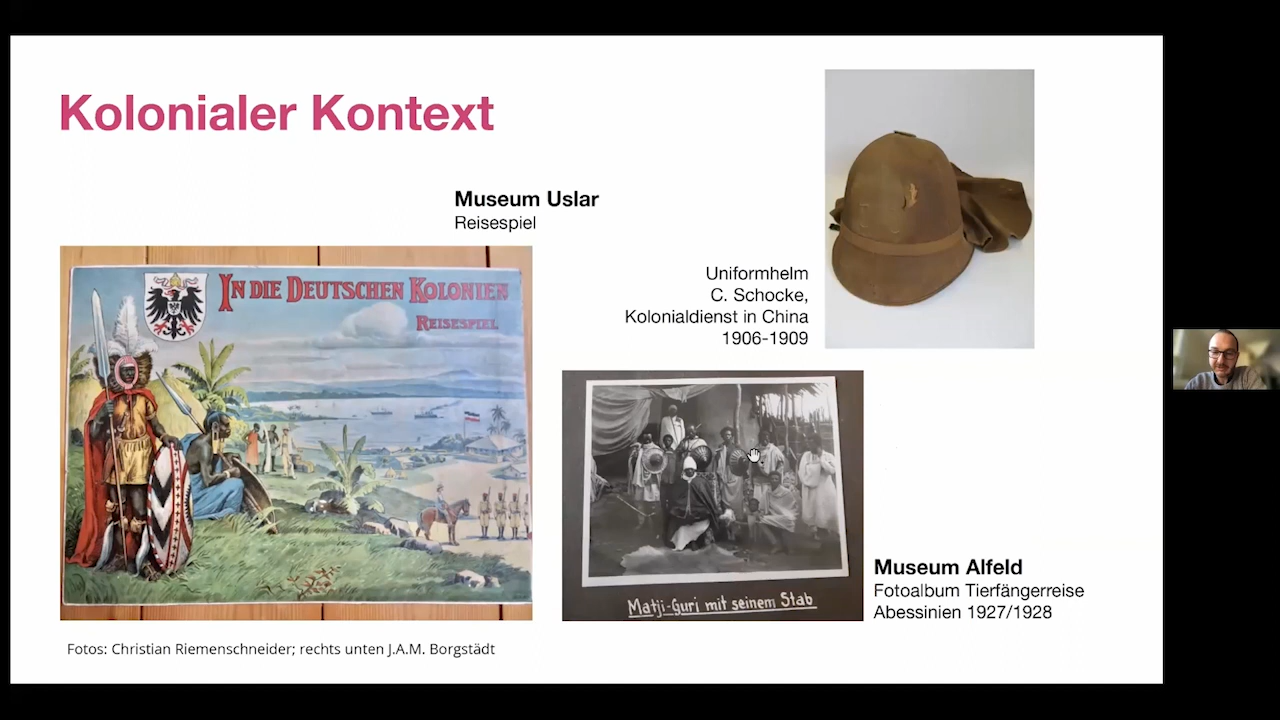 Kolonialer Kontext
Museum Uslar
Reisespiel
IN DIE DEUTSCHEN KOLONIEN
REISESPIEL
Uniformhelm
C. Schocke,
Kolonialdienst in China
1906-1909
Matji-Guri mit seinem Stab
Museum Alfeld
Fotoalbum Tierfängerreise
Abessinien 1927/1928
Fotos: Christian Riemenschneider; rechts unten J.A.M. Borgstädt